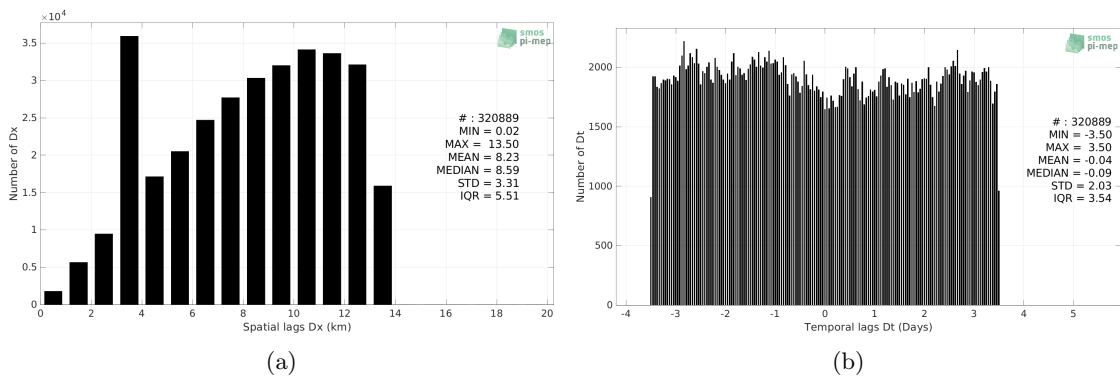 ×10⁴
3.5
3
2.5
2
1.5
1
0.5
0
Number of Dx
0 2 4 6 8 10 12 14 16 18 20
Spatial lags Dx (km)
smos
pi-mep
# : 320889
MIN = 0.02
MAX = 13.50
MEAN = 8.23
MEDIAN = 8.59
STD = 3.31
IQR = 5.51
(a)
2000
1500
1000
500
0
Number of Dt
-4 -3 -2 -1 0 1 2 3 4 5
Temporal lags Dt (Days)
smos
pi-mep
# : 320889
MIN = -3.50
MAX = 3.50
MEAN = -0.04
MEDIAN = -0.09
STD = 2.03
IQR = 3.54
(b)